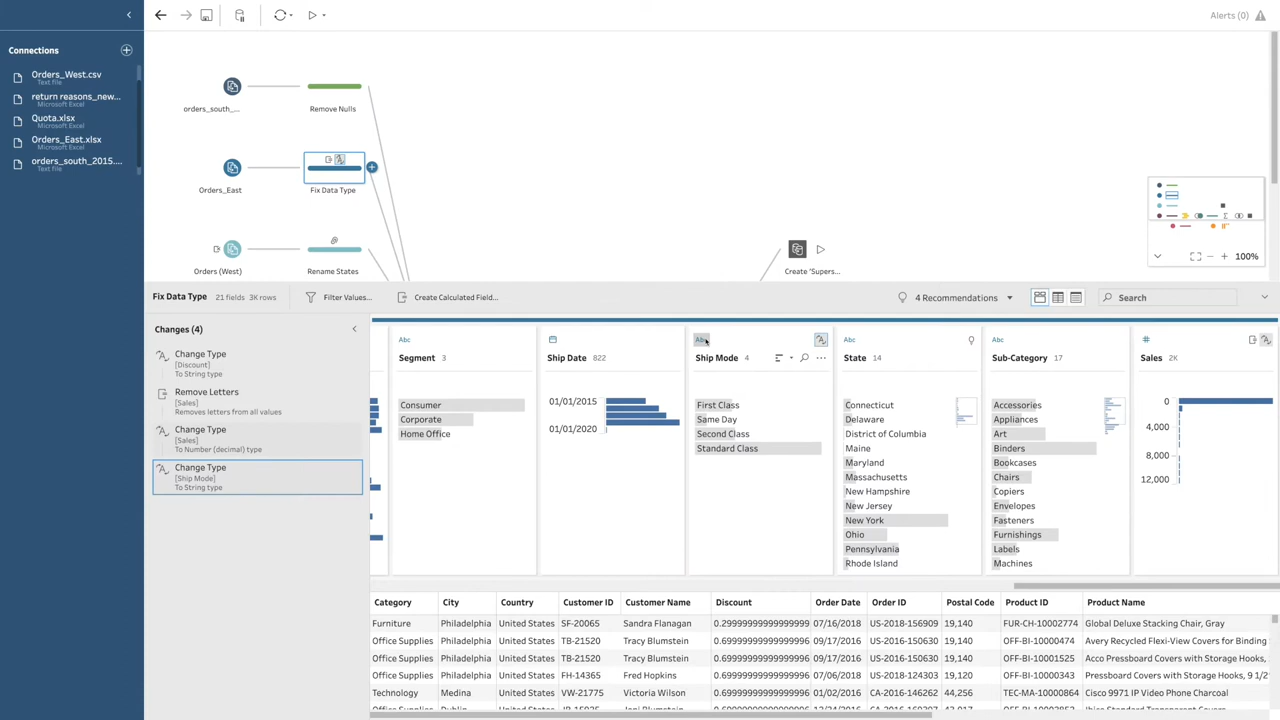 Alerts (0)
Connections
Orders_West.csv
Text file
return reasons_new...
Microsoft Excel
Quota.xlsx
Microsoft Excel
Orders_East.xlsx
Microsoft Excel
orders_south_2015....
Text file
orders_south_...
Remove Nulls
Orders_East
Fix Data Type
Orders (West)
Rename States
Create 'Supers...
100%
Fix Data Type 21 fields 3K rows Filter Values... Create Calculated Field... 4 Recommendations Search
Changes (4)
Change Type
[Discount]
To String type
Remove Letters
[Sales]
Removes letters from all values
Change Type
[Sales]
To Number (decimal) type
Change Type
[Ship Mode]
To String type
Abc
Segment 3
Consumer
Corporate
Home Office
Ship Date 822
01/01/2015
01/01/2020
Abc
Ship Mode 4
First Class
Same Day
Second Class
Standard Class
Abc
State 14
Connecticut
Delaware
District of Columbia
Maine
Maryland
Massachusetts
New Hampshire
New Jersey
New York
Ohio
Pennsylvania
Rhode Island
Abc
Sub-Category 17
Accessories
Appliances
Art
Binders
Bookcases
Chairs
Copiers
Envelopes
Fasteners
Furnishings
Labels
Machines
#
Sales 2K
0
4,000
8,000
12,000
Category City Country Customer ID Customer Name Discount Order Date Order ID Postal Code Product ID Product Name
Furniture Philadelphia United States SF-20065 Sandra Flanagan 0.2999999999999999 07/16/2018 US-2018-156909 19,140 FUR-CH-10002774 Global Deluxe Stacking Chair, Gray
Office Supplies Philadelphia United States TB-21520 Tracy Blumstein 0.6999999999999996 09/17/2016 US-2016-150630 19,140 OFF-BI-10000474 Avery Recycled Flexi-View Covers for Binding
Office Supplies Philadelphia United States TB-21520 Tracy Blumstein 0.6999999999999996 09/17/2016 US-2016-150630 19,140 OFF-BI-10001525 Acco Pressboard Covers with Storage Hooks,
Office Supplies Philadelphia United States FH-14365 Fred Hopkins 0.6999999999999996 07/06/2018 US-2018-124303 19,120 OFF-BI-10000343 Pressboard Covers with Storage Hooks, 9 1/2
Technology Medina United States VW-21775 Victoria Wilson 0.6999999999999996 01/02/2016 CA-2016-146262 44,256 TEC-MA-10000864 Cisco 9971 IP Video Phone Charcoal